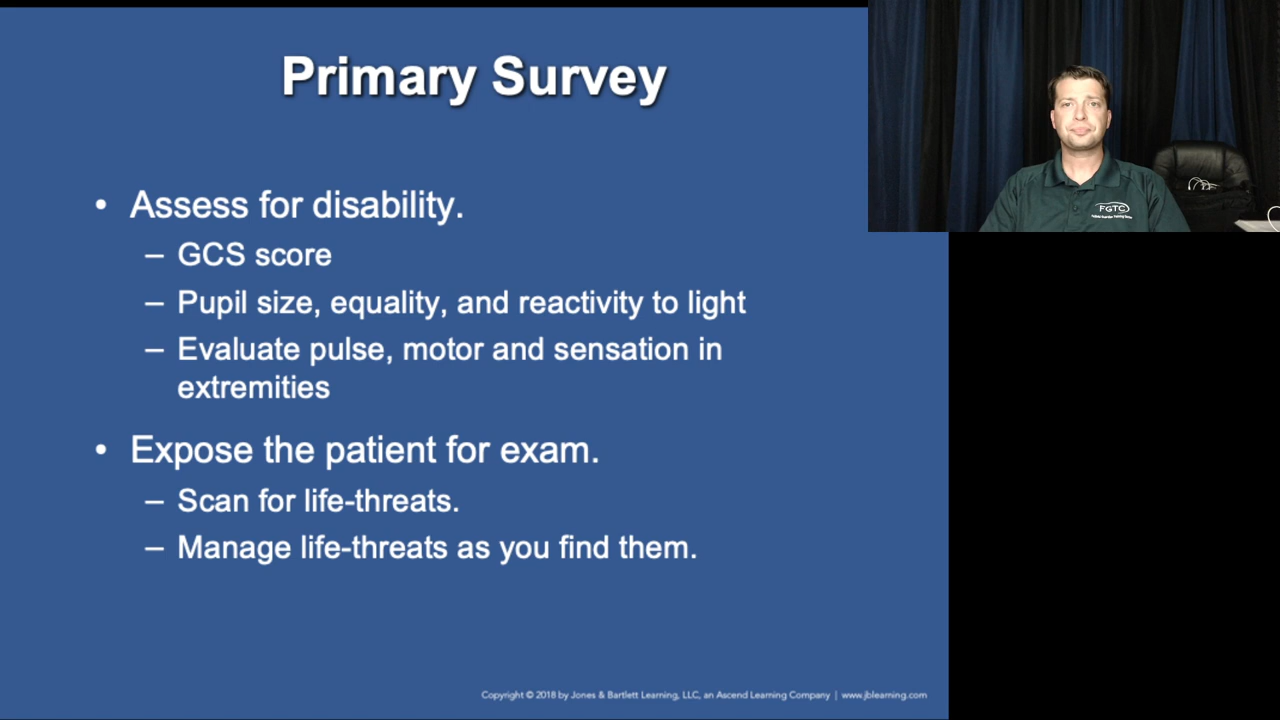 Primary Survey
• Assess for disability.
– GCS score
– Pupil size, equality, and reactivity to light
– Evaluate pulse, motor and sensation in
extremities
• Expose the patient for exam.
– Scan for life-threats.
– Manage life-threats as you find them.
Copyright © 2018 by Jones & Bartlett Learning, LLC, an Ascend Learning Company | www.jblearning.com
FGTC